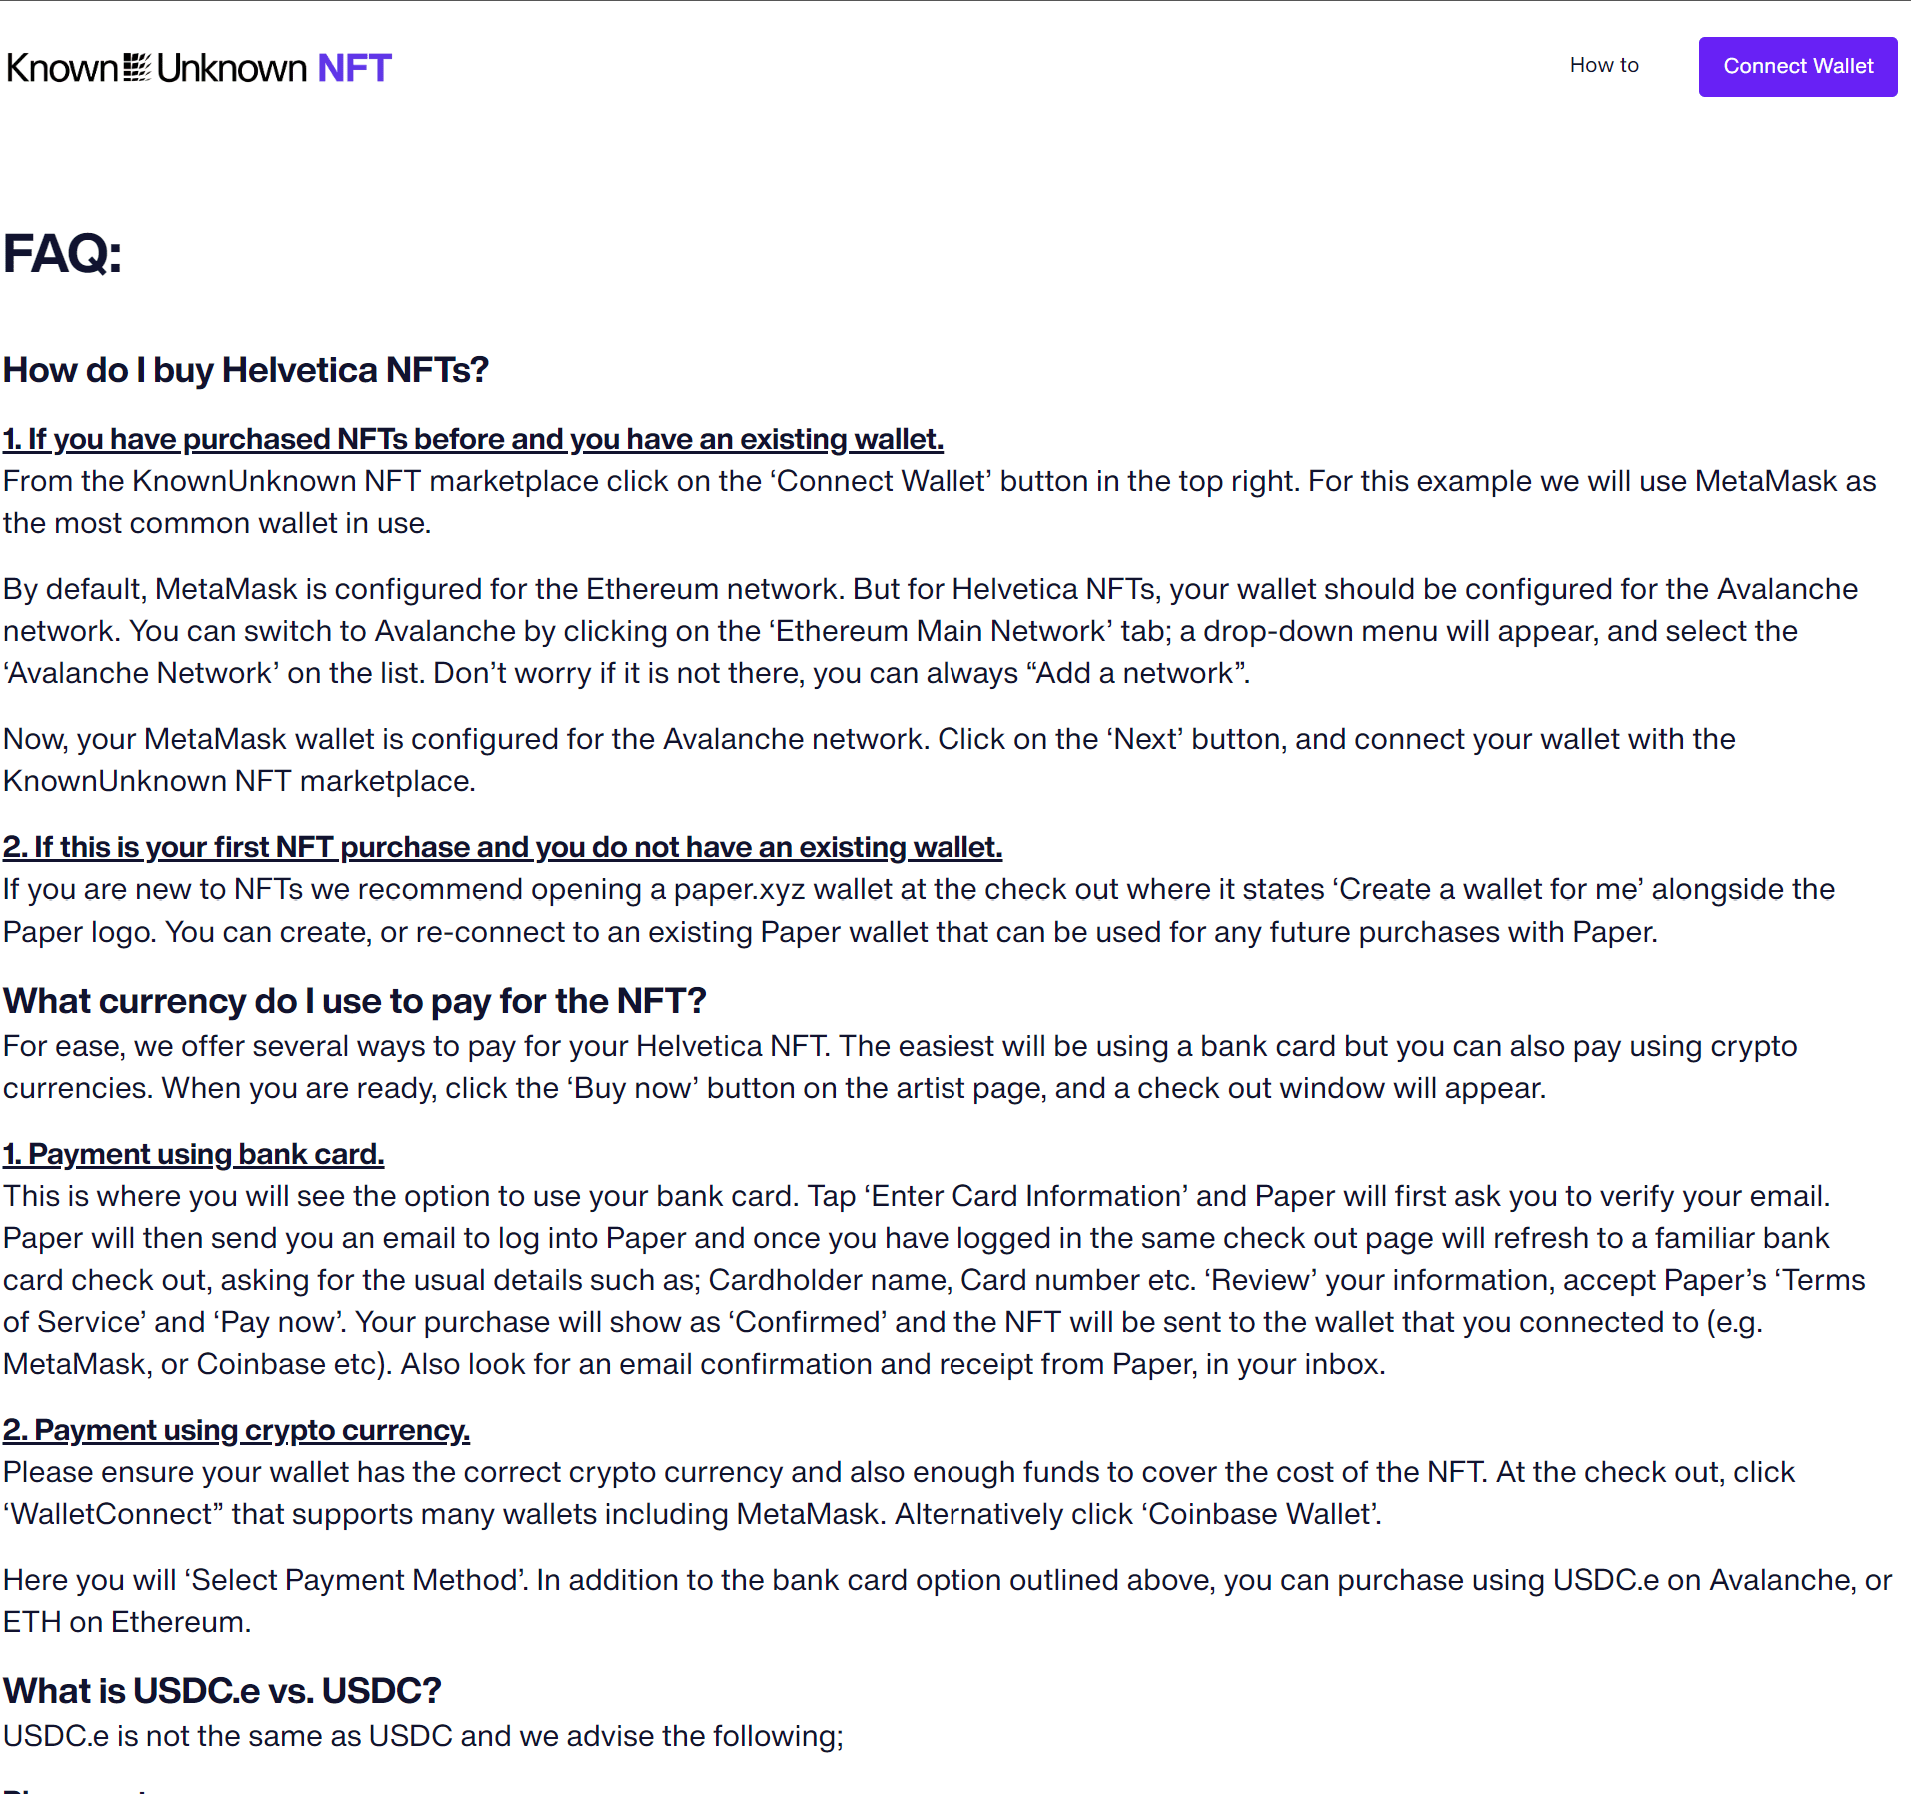 Known Unknown NFT
How to
Connect Wallet
FAQ:
How do I buy Helvetica NFTs?
1. If you have purchased NFTs before and you have an existing wallet.
From the KnownUnknown NFT marketplace click on the ‘Connect Wallet’ button in the top right. For this example we will use MetaMask as
the most common wallet in use.
By default, MetaMask is configured for the Ethereum network. But for Helvetica NFTs, your wallet should be configured for the Avalanche
network. You can switch to Avalanche by clicking on the ‘Ethereum Main Network’ tab; a drop-down menu will appear, and select the
‘Avalanche Network’ on the list. Don’t worry if it is not there, you can always “Add a network”.
Now, your MetaMask wallet is configured for the Avalanche network. Click on the ‘Next’ button, and connect your wallet with the
KnownUnknown NFT marketplace.
2. If this is your first NFT purchase and you do not have an existing wallet.
If you are new to NFTs we recommend opening a paper.xyz wallet at the check out where it states ‘Create a wallet for me’ alongside the
Paper logo. You can create, or re-connect to an existing Paper wallet that can be used for any future purchases with Paper.
What currency do I use to pay for the NFT?
For ease, we offer several ways to pay for your Helvetica NFT. The easiest will be using a bank card but you can also pay using crypto
currencies. When you are ready, click the ‘Buy now’ button on the artist page, and a check out window will appear.
1. Payment using bank card.
This is where you will see the option to use your bank card. Tap ‘Enter Card Information’ and Paper will first ask you to verify your email.
Paper will then send you an email to log into Paper and once you have logged in the same check out page will refresh to a familiar bank
card check out, asking for the usual details such as; Cardholder name, Card number etc. ‘Review’ your information, accept Paper’s ‘Terms
of Service’ and ‘Pay now’. Your purchase will show as ‘Confirmed’ and the NFT will be sent to the wallet that you connected to (e.g.
MetaMask, or Coinbase etc). Also look for an email confirmation and receipt from Paper, in your inbox.
2. Payment using crypto currency.
Please ensure your wallet has the correct crypto currency and also enough funds to cover the cost of the NFT. At the check out, click
‘WalletConnect” that supports many wallets including MetaMask. Alternatively click ‘Coinbase Wallet’.
Here you will ‘Select Payment Method’. In addition to the bank card option outlined above, you can purchase using USDC.e on Avalanche, or
ETH on Ethereum.
What is USDC.e vs. USDC?
USDC.e is not the same as USDC and we advise the following;